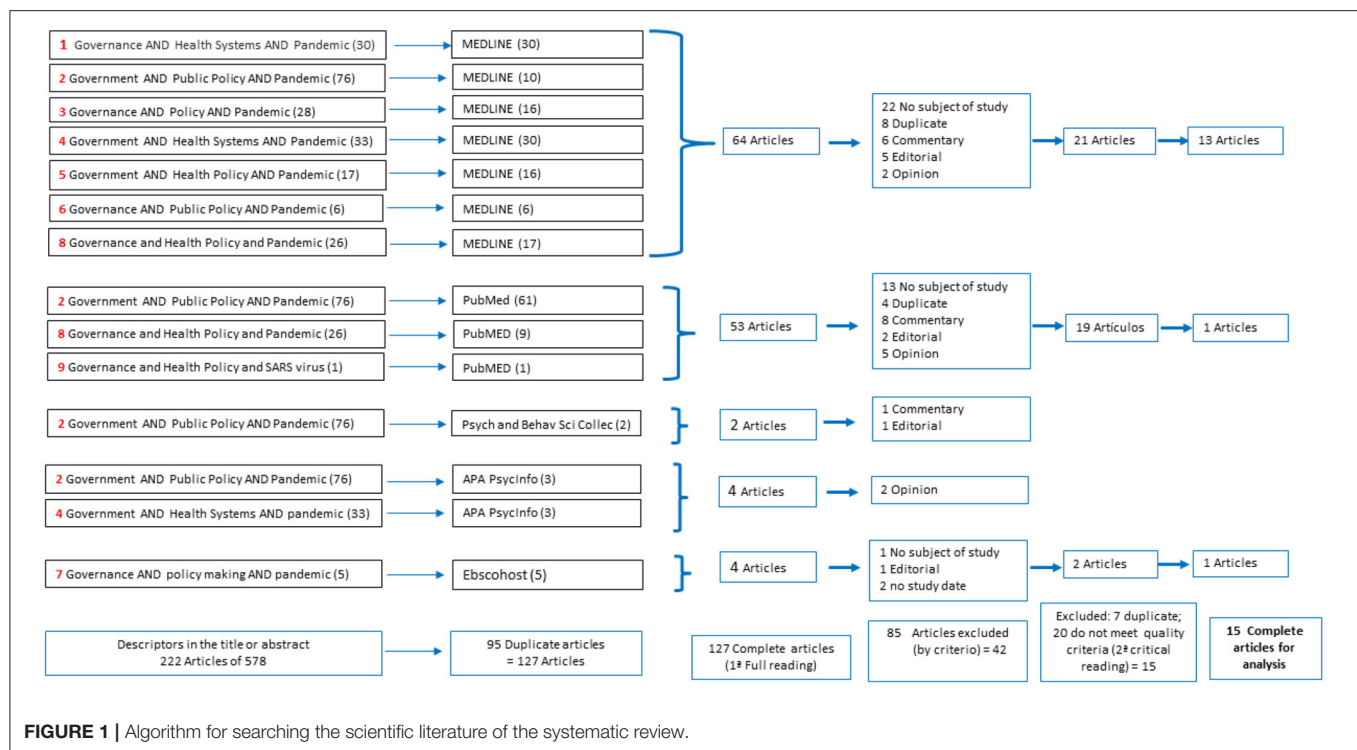 1 Governance AND Health Systems AND Pandemic (30)
MEDLINE (30)
2 Government AND Public Policy AND Pandemic (76)
MEDLINE (10)
3 Governance AND Policy AND Pandemic (28)
MEDLINE (16)
4 Government AND Health Systems AND Pandemic (33)
MEDLINE (30)
5 Government AND Health Policy AND Pandemic (17)
MEDLINE (16)
6 Governance AND Public Policy AND Pandemic (6)
MEDLINE (6)
8 Governance and Health Policy and Pandemic (26)
MEDLINE (17)
64 Articles
22 No subject of study
8 Duplicate
6 Commentary
5 Editorial
2 Opinion
21 Articles
13 Articles
2 Government AND Public Policy AND Pandemic (76)
PubMed (61)
8 Governance and Health Policy and Pandemic (26)
PubMED (9)
9 Governance and Health Policy and SARS virus (1)
PubMED (1)
53 Articles
13 No subject of study
4 Duplicate
8 Commentary
2 Editorial
5 Opinion
19 Artículos
1 Articles
2 Government AND Public Policy AND Pandemic (76)
Psych and Behav Sci Collec (2)
2 Articles
1 Commentary
1 Editorial
2 Government AND Public Policy AND Pandemic (76)
APA PsycInfo (3)
4 Government AND Health Systems AND pandemic (33)
APA PsycInfo (3)
4 Articles
2 Opinion
7 Governance AND policy making AND pandemic (5)
Ebscohost (5)
4 Articles
1 No subject of study
1 Editorial
2 no study date
2 Articles
1 Articles
Descriptors in the title or abstract
222 Articles of 578
95 Duplicate articles
= 127 Articles
127 Complete articles
(1ª Full reading)
85 Articles excluded
(by criterio) = 42
Excluded: 7 duplicate;
20 do not meet quality
criteria (2ª critical
reading) = 15
15 Complete
articles for
analysis
FIGURE 1 | Algorithm for searching the scientific literature of the systematic review.